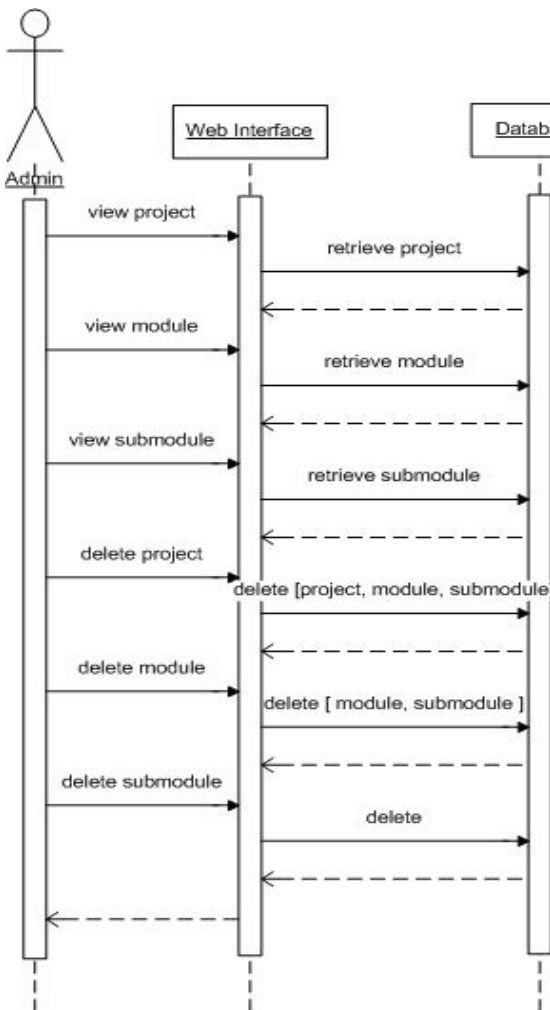 Web Interface
Datab
Admin
view project
retrieve project
view module
retrieve module
view submodule
retrieve submodule
delete project
delete [project, module, submodule]
delete module
delete [ module, submodule ]
delete submodule
delete